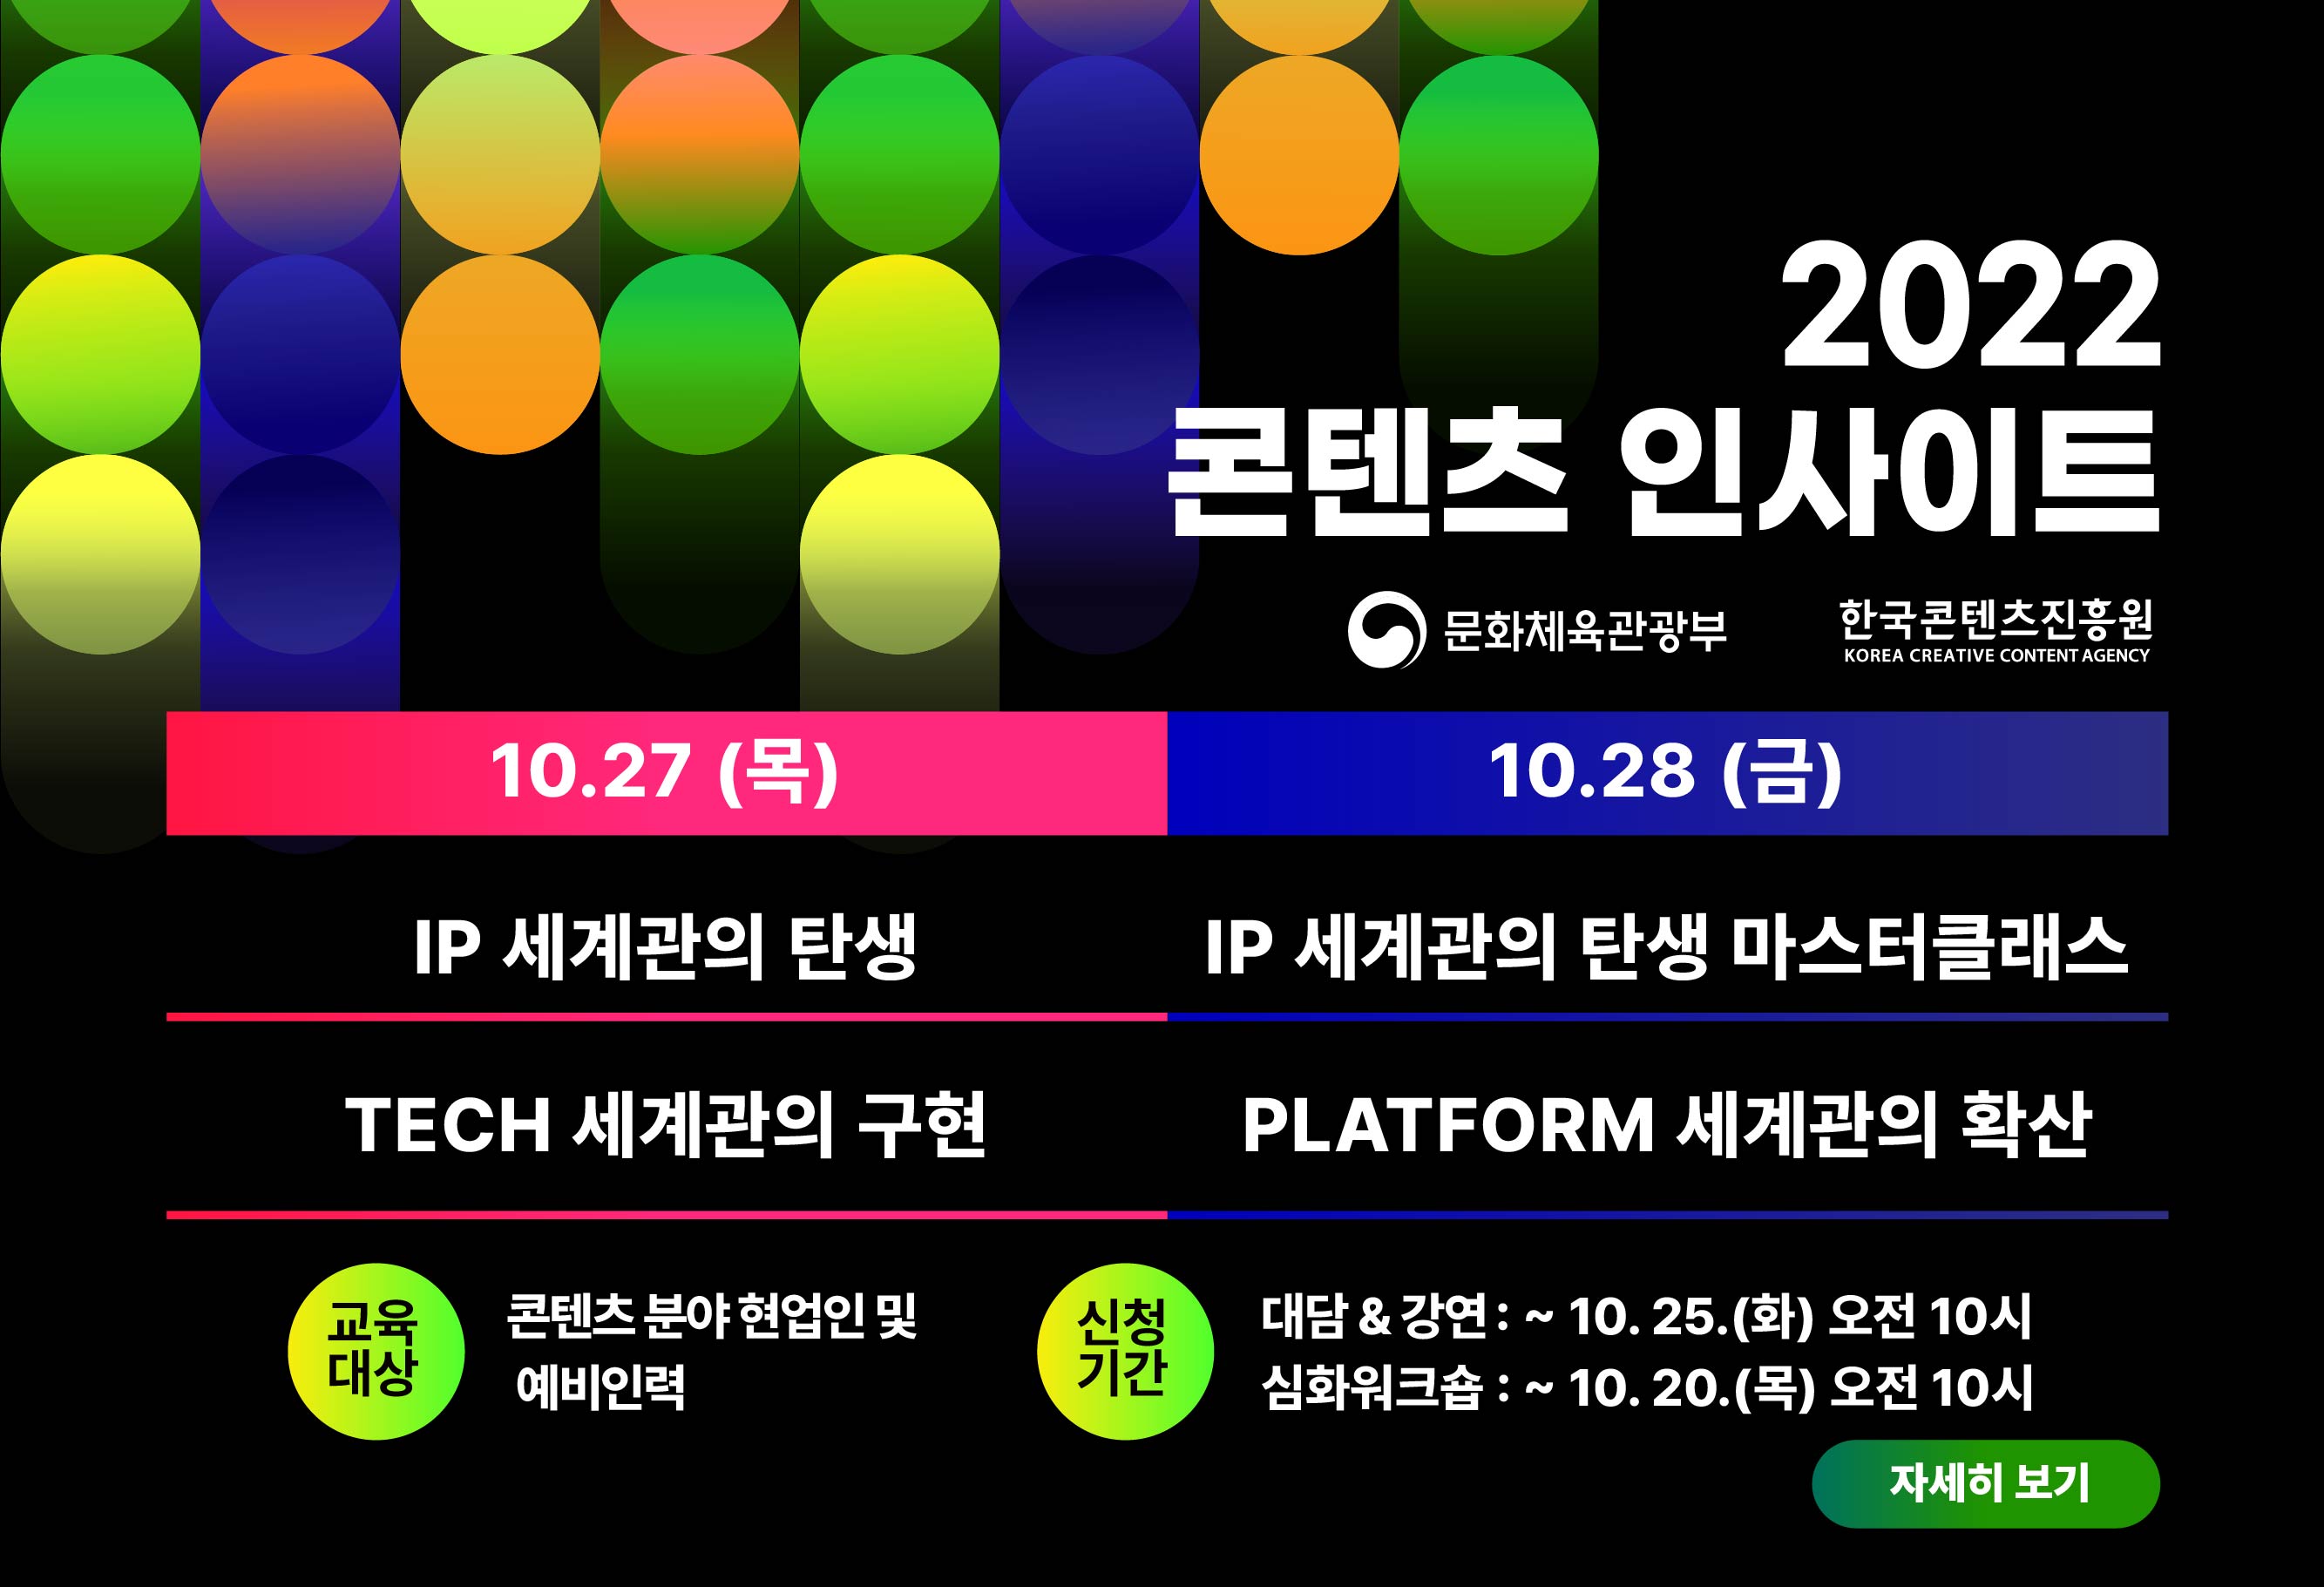 2022
콘텐츠 인사이트
문화체육관광부
한국콘텐츠진흥원
KOREA CREATIVE CONTENT AGENCY
10.27 (목)
10.28 (금)
IP 세계관의 탄생
IP 세계관의 탄생 마스터클래스
TECH 세계관의 구현
PLATFORM 세계관의 확산
교육
대상
콘텐츠 분야 현업인 및
예비인력
신청
기간
대담 & 강연 : ~ 10. 25.(화) 오전 10시
심화워크숍 : ~ 10. 20.(목) 오전 10시
자세히 보기